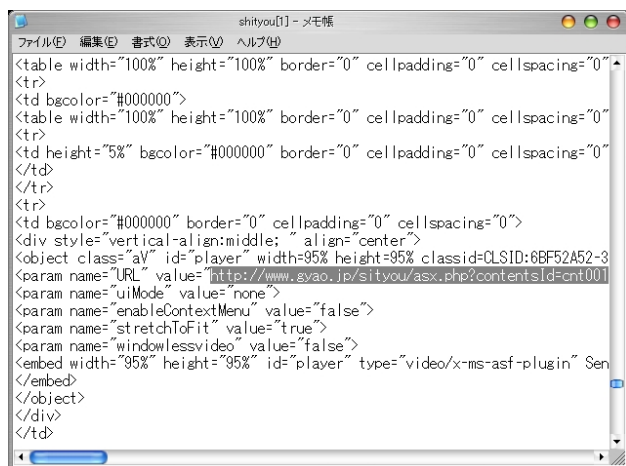 shityou[1] - メモ帳
ファイル(F) 編集(E) 書式(O) 表示(V) ヘルプ(H)
<table width="100%" height="100%" border="0" cellpadding="0" cellspacing="0"
<tr>
<td bgcolor="#000000">
<table width="100%" height="100%" border="0" cellpadding="0" cellspacing="0"
<tr>
<td height="5%" bgcolor="#000000" border="0" cellpadding="0" cellspacing="0"
</td>
</tr>
<tr>
<td bgcolor="#000000" border="0" cellpadding="0" cellspacing="0">
<div style="vertical-align:middle; " align="center">
<object class="aV" id="player" width=95% height=95% classid=CLSID:6BF52A52-3
<param name="URL" value="http://www.gyao.jp/sityou/asx.php?contentsId=cnt001
<param name="uiMode" value="none">
<param name="enableContextMenu" value="false">
<param name="stretchToFit" value="true">
<param name="windowlessvideo" value="false">
<embed width="95%" height="95%" id="player" type="video/x-ms-asf-plugin" Sen
</embed>
</object>
</div>
</td>